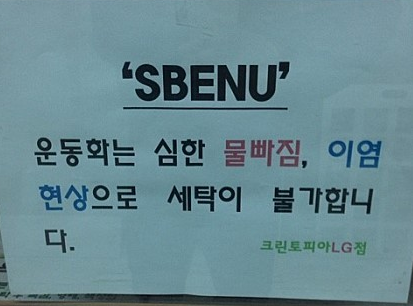 'SBENU'
운동화는 심한 물빠짐, 이염
현상으로 세탁이 불가합니
다.
크린토피아LG점